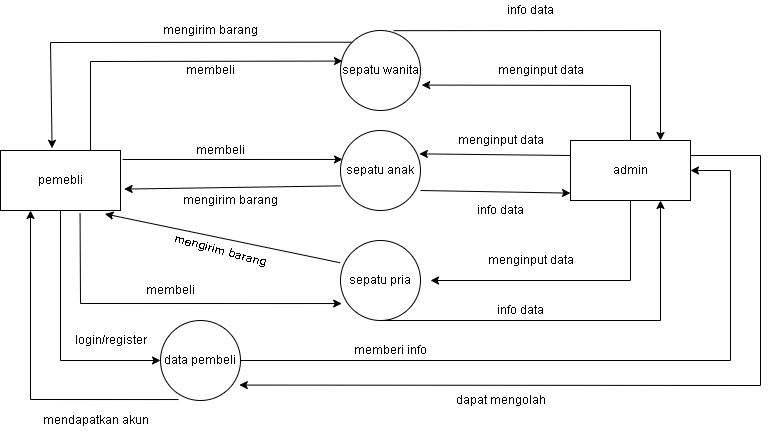 info data
mengirim barang
sepatu wanita
membeli
menginput data
membeli
menginput data
pemebli
sepatu anak
admin
mengirim barang
info data
mengirim barang
menginput data
sepatu pria
membeli
info data
login/register
data pembeli
memberi info
dapat mengolah
mendapatkan akun